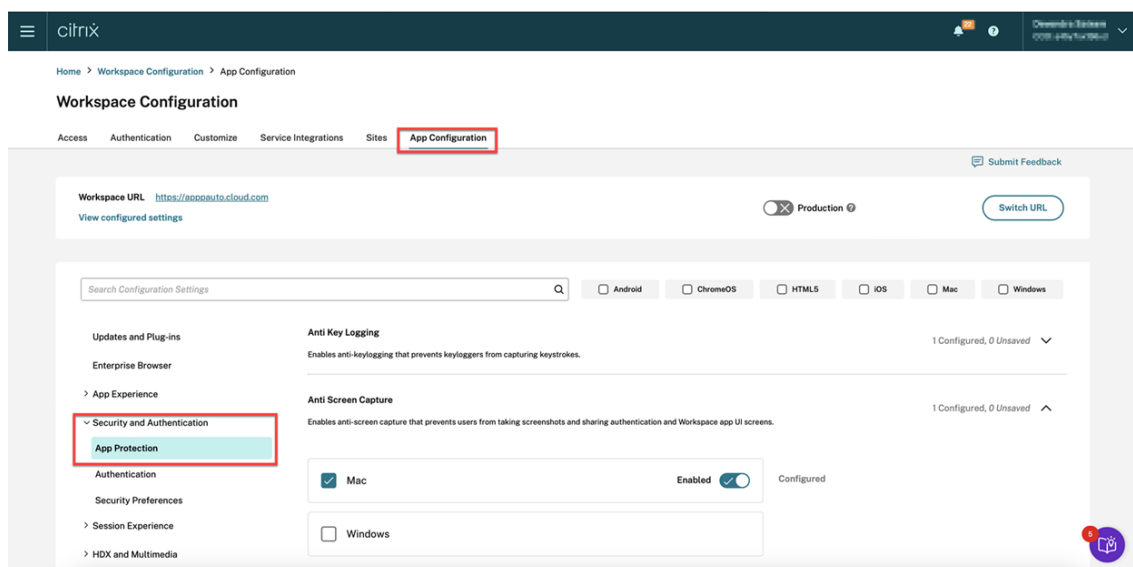 citrix
22
?
Home > Workspace Configuration > App Configuration
Workspace Configuration
Access Authentication Customize Service Integrations Sites App Configuration
Submit Feedback
Workspace URL https://apppauto.cloud.com
View configured settings
Production ?
Switch URL
Search Configuration Settings
Android ChromeOS HTML5 iOS Mac Windows
Updates and Plug-ins
Enterprise Browser
App Experience
Security and Authentication
App Protection
Authentication
Security Preferences
Session Experience
HDX and Multimedia
Anti Key Logging
1 Configured, 0 Unsaved
Enables anti-keylogging that prevents keyloggers from capturing keystrokes.
Anti Screen Capture
1 Configured, 0 Unsaved
Enables anti-screen capture that prevents users from taking screenshots and sharing authentication and Workspace app UI screens.
Mac Enabled Configured
Windows
5